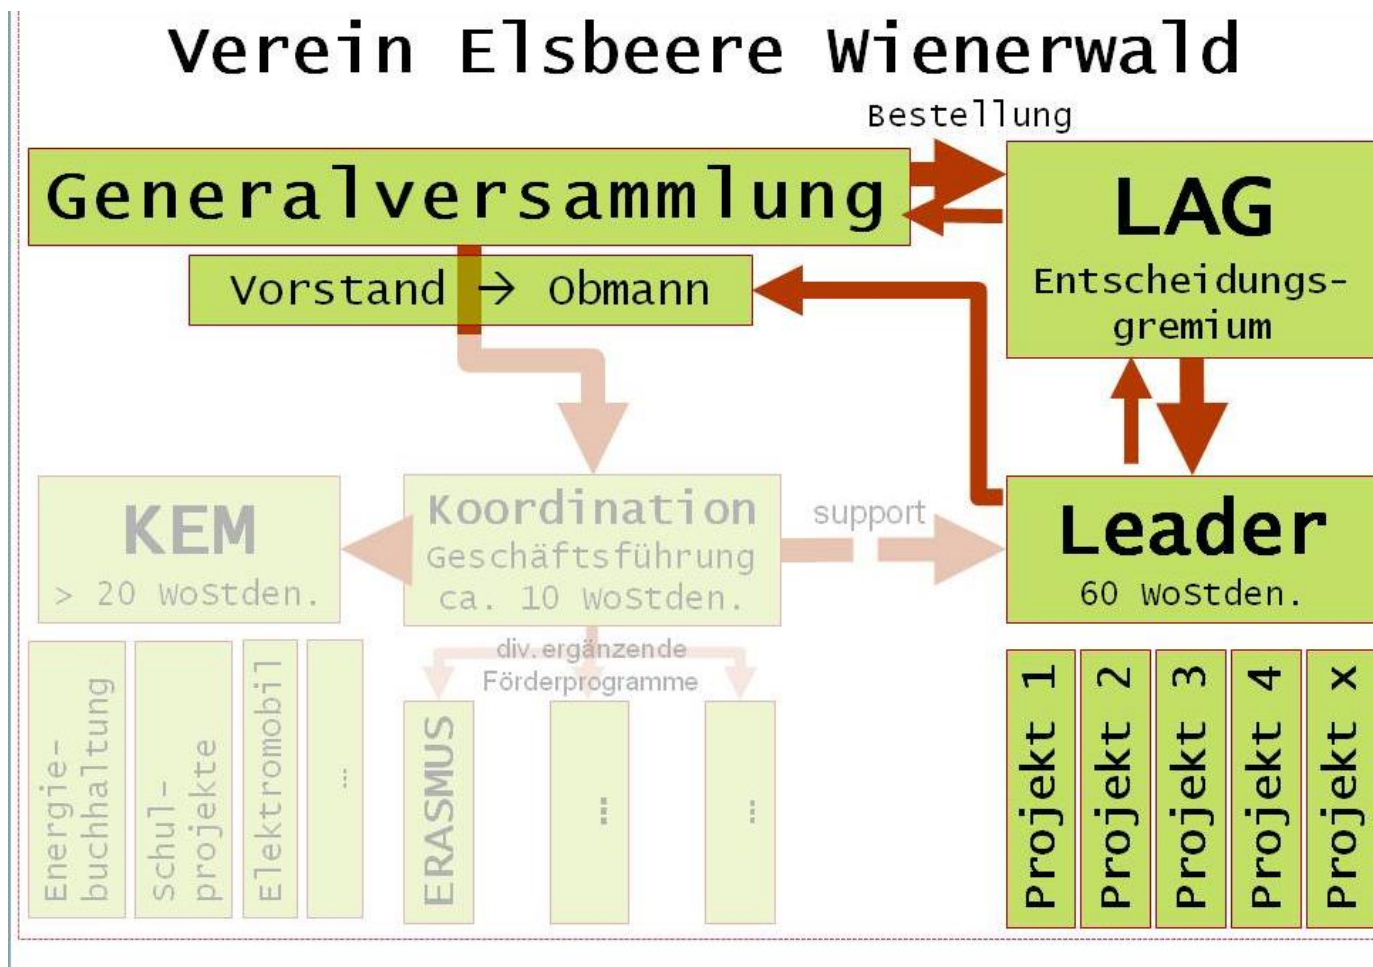 Verein Elsbeere Wienerwald
Bestellung
Generalversammlung
Vorstand → Obmann
LAG
Entscheidungs-
gremium
KEM
> 20 WoStden.
Koordination
Geschäftsführung
ca. 10 WoStden.
support
Leader
60 WoStden.
div.ergänzende
Förderprogramme
Energie-
buchhaltung
Schul-
projekte
Elektromobil
...
ERASMUS
...
...
Projekt 1
Projekt 2
Projekt 3
Projekt 4
Projekt x